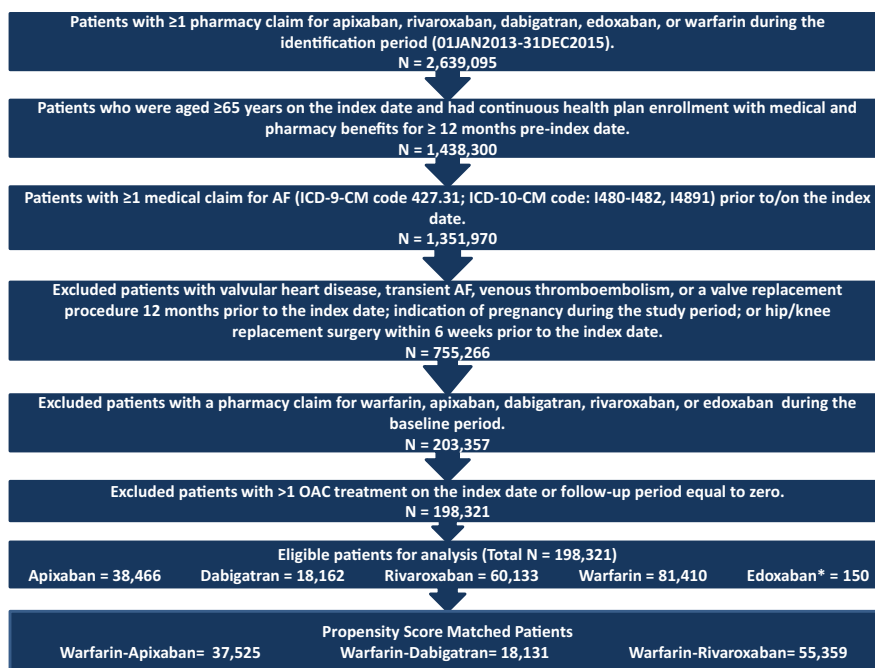 Patients with ≥1 pharmacy claim for apixaban, rivaroxaban, dabigatran, edoxaban, or warfarin during the
identification period (01JAN2013-31DEC2015).
N = 2,639,095
Patients who were aged ≥65 years on the index date and had continuous health plan enrollment with medical and
pharmacy benefits for ≥ 12 months pre-index date.
N = 1,438,300
Patients with ≥1 medical claim for AF (ICD-9-CM code 427.31; ICD-10-CM code: I480-I482, I4891) prior to/on the index
date.
N = 1,351,970
Excluded patients with valvular heart disease, transient AF, venous thromboembolism, or a valve replacement
procedure 12 months prior to the index date; indication of pregnancy during the study period; or hip/knee
replacement surgery within 6 weeks prior to the index date.
N = 755,266
Excluded patients with a pharmacy claim for warfarin, apixaban, dabigatran, rivaroxaban, or edoxaban during the
baseline period.
N = 203,357
Excluded patients with >1 OAC treatment on the index date or follow-up period equal to zero.
N = 198,321
Eligible patients for analysis (Total N = 198,321)
Apixaban = 38,466 Dabigatran = 18,162 Rivaroxaban = 60,133 Warfarin = 81,410 Edoxaban* = 150
Propensity Score Matched Patients
Warfarin-Apixaban= 37,525 Warfarin-Dabigatran= 18,131 Warfarin-Rivaroxaban= 55,359